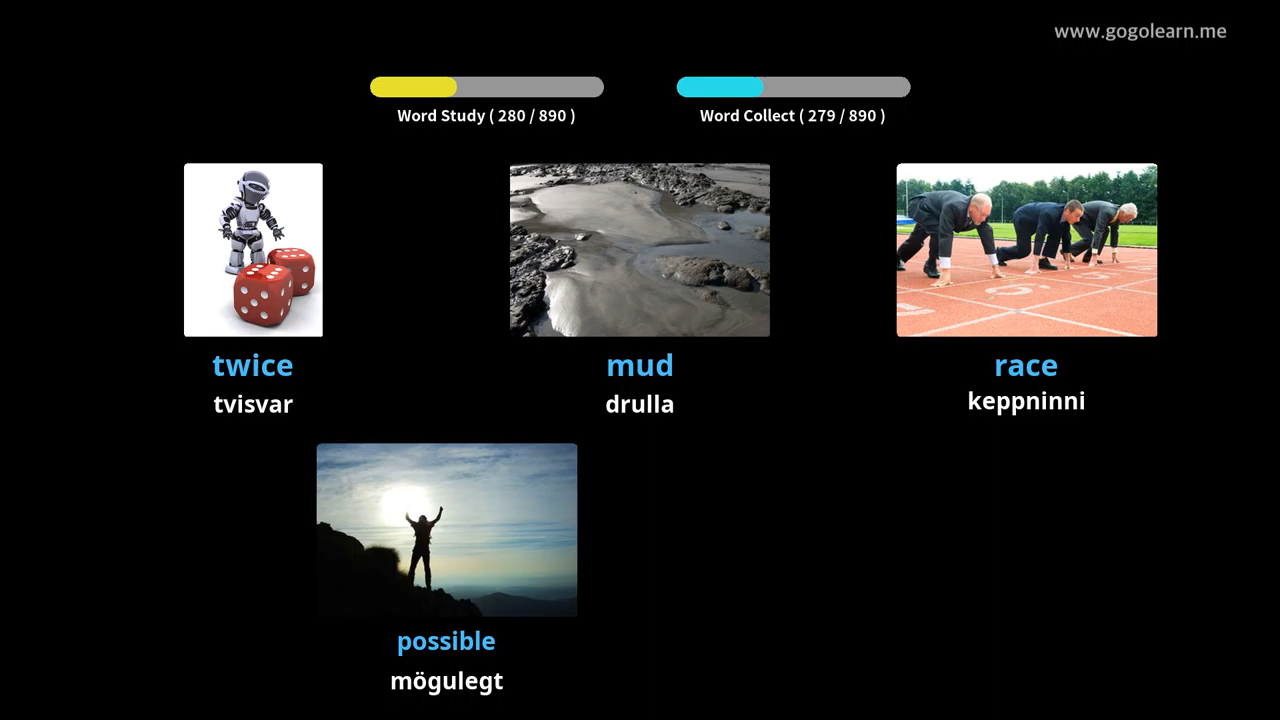 www.gogolearn.me
Word Study ( 280 / 890 )
Word Collect ( 279 / 890 )
twice
tvisvar
mud
drulla
race
keppninni
possible
mögulegt